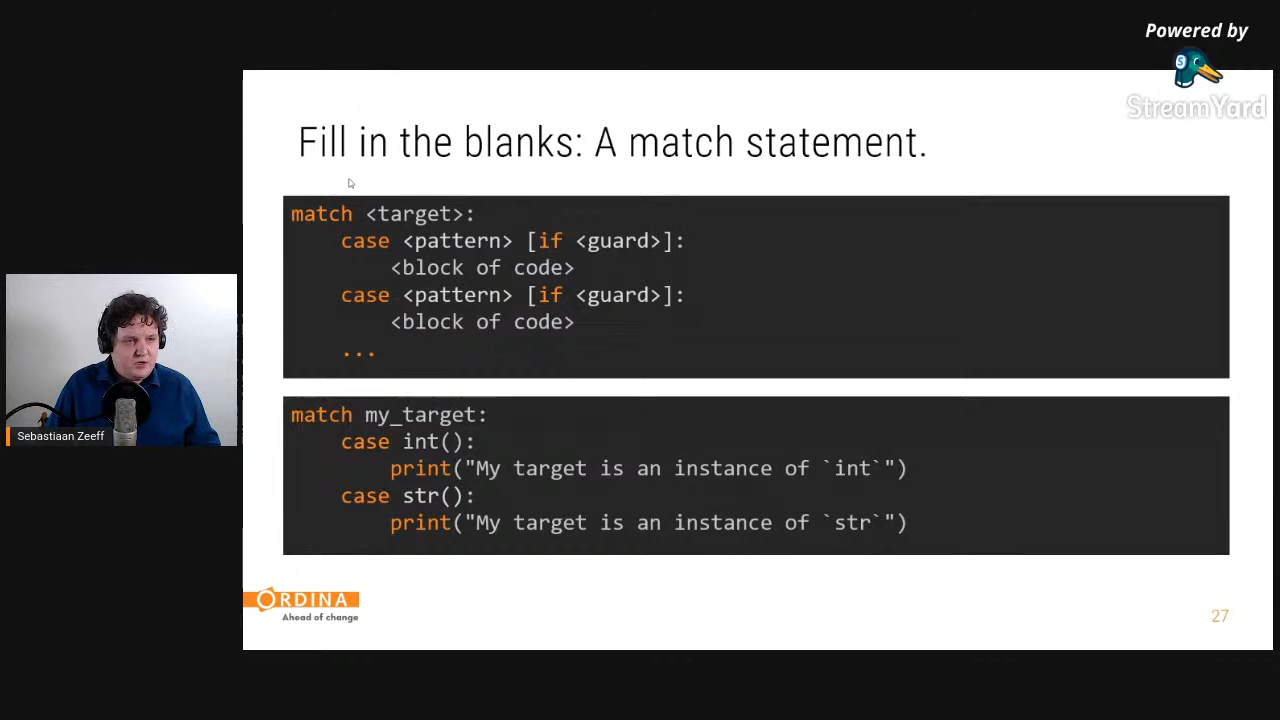 Powered by
StreamYard
Fill in the blanks: A match statement.
match <target>:
    case <pattern> [if <guard>]:
        <block of code>
    case <pattern> [if <guard>]:
        <block of code>
    ...
match my_target:
    case int():
        print("My target is an instance of `int`")
    case str():
        print("My target is an instance of `str`")
Sebastiaan Zeeff
ORDINA
Ahead of change
27